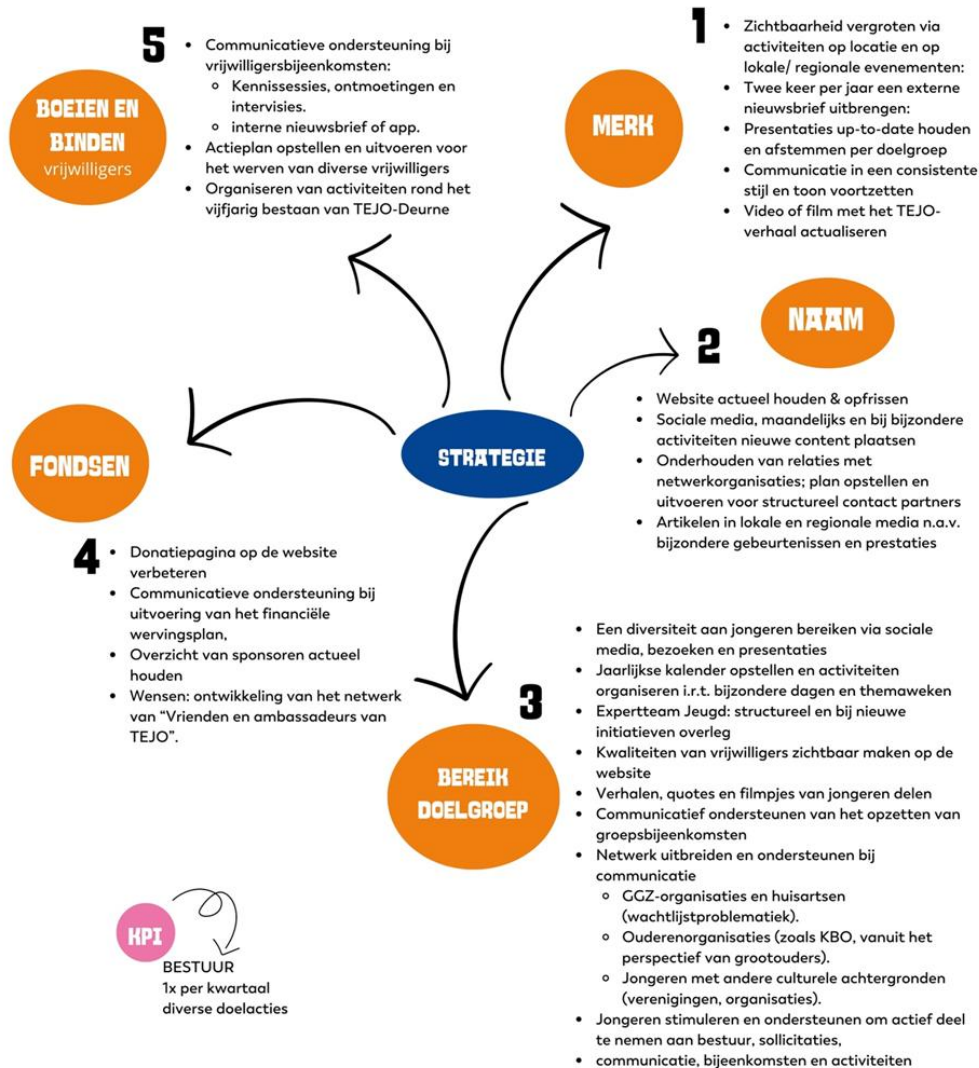 5
BOEIEN EN
BINDEN
vrijwilligers
• Communicatieve ondersteuning bij
vrijwilligersbijeenkomsten:
◦ Kennissessies, ontmoetingen en
intervisies.
◦ interne nieuwsbrief of app.
• Actieplan opstellen en uitvoeren voor
het werven van diverse vrijwilligers
• Organiseren van activiteiten rond het
vijfjarig bestaan van TEJO-Deurne
1
MERK
• Zichtbaarheid vergroten via
activiteiten op locatie en op
lokale/ regionale evenementen:
• Twee keer per jaar een externe
nieuwsbrief uitbrengen:
• Presentaties up-to-date houden
en afstemmen per doelgroep
• Communicatie in een consistente
stijl en toon voortzetten
• Video of film met het TEJO-
verhaal actualiseren
NAAM
2
• Website actueel houden & opfrissen
• Sociale media, maandelijks en bij bijzondere
activiteiten nieuwe content plaatsen
• Onderhouden van relaties met
netwerkorganisaties; plan opstellen en
uitvoeren voor structureel contact partners
• Artikelen in lokale en regionale media n.a.v.
bijzondere gebeurtenissen en prestaties
STRATEGIE
FONDSEN
4
• Donatiepagina op de website
verbeteren
• Communicatieve ondersteuning bij
uitvoering van het financiële
wervingsplan,
• Overzicht van sponsoren actueel
houden
• Wensen: ontwikkeling van het netwerk
van “Vrienden en ambassadeurs van
TEJO”.
3
BEREIK
DOELGROEP
• Een diversiteit aan jongeren bereiken via sociale
media, bezoeken en presentaties
• Jaarlijkse kalender opstellen en activiteiten
organiseren i.r.t. bijzondere dagen en themaweken
• Expertteam Jeugd: structureel en bij nieuwe
initiatieven overleg
• Kwaliteiten van vrijwilligers zichtbaar maken op de
website
• Verhalen, quotes en filmpjes van jongeren delen
• Communicatief ondersteunen van het opzetten van
groepsbijeenkomsten
• Netwerk uitbreiden en ondersteunen bij
communicatie
◦ GGZ-organisaties en huisartsen
(wachtlijstproblematiek).
◦ Ouderenorganisaties (zoals KBO, vanuit het
perspectief van grootouders).
◦ Jongeren met andere culturele achtergronden
(verenigingen, organisaties).
• Jongeren stimuleren en ondersteunen om actief deel
te nemen aan bestuur, sollicitaties,
• communicatie, bijeenkomsten en activiteiten
KPI
BESTUUR
1x per kwartaal
diverse doelacties